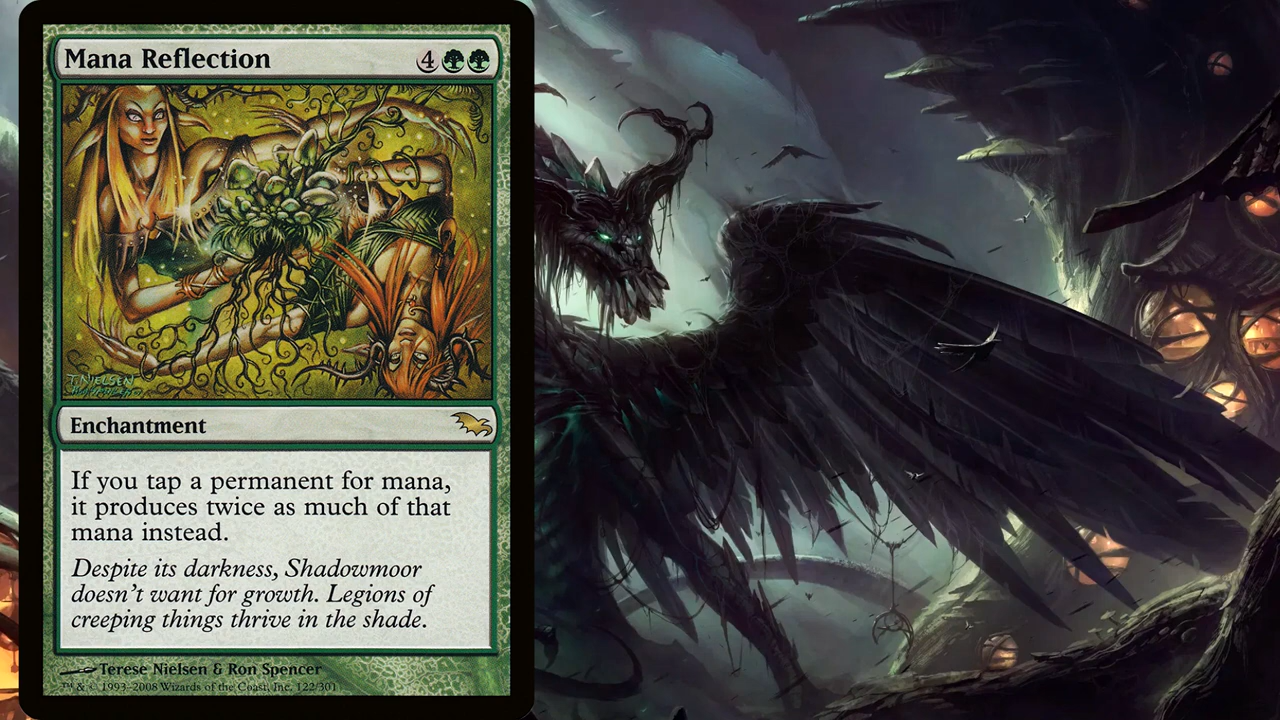 Mana Reflection 4
Enchantment
If you tap a permanent for mana,
it produces twice as much of that
mana instead.
Despite its darkness, Shadowmoor
doesn't want for growth. Legions of
creeping things thrive in the shade.
T. NIELSEN
Terese Nielsen & Ron Spencer
™ & © 1993–2008 Wizards of the Coast, Inc. 122/301